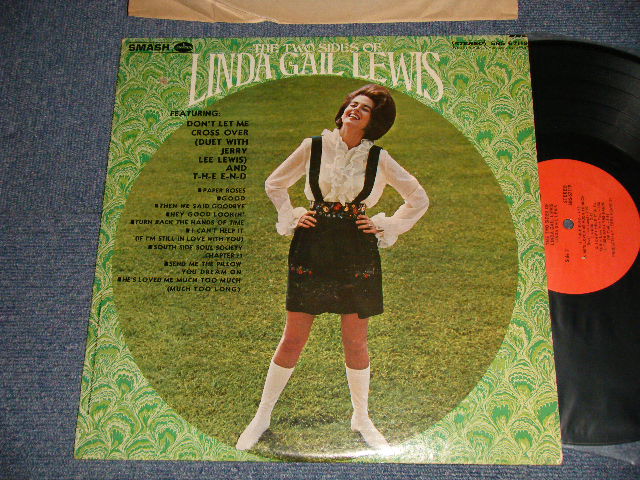 SMASH
THE TWO SIDES OF
LINDA GAIL LEWIS
STEREO SRS 67119
FEATURING:
DON'T LET ME
CROSS OVER
(DUET WITH
JERRY
LEE LEWIS)
AND
T-H-E E-N-D
■PAPER ROSES
■GOOD
■THEN WE SAID GOODBYE
■HEY GOOD LOOKIN'
■TURN BACK THE HANDS OF TIME
■I CAN'T HELP IT
(IF I'M STILL IN LOVE WITH YOU)
■SOUTH SIDE SOUL SOCIETY
CHAPTER #1
■SEND ME THE PILLOW
YOU DREAM ON
■HE'S LOVED ME MUCH TOO MUCH
(MUCH TOO LONG)